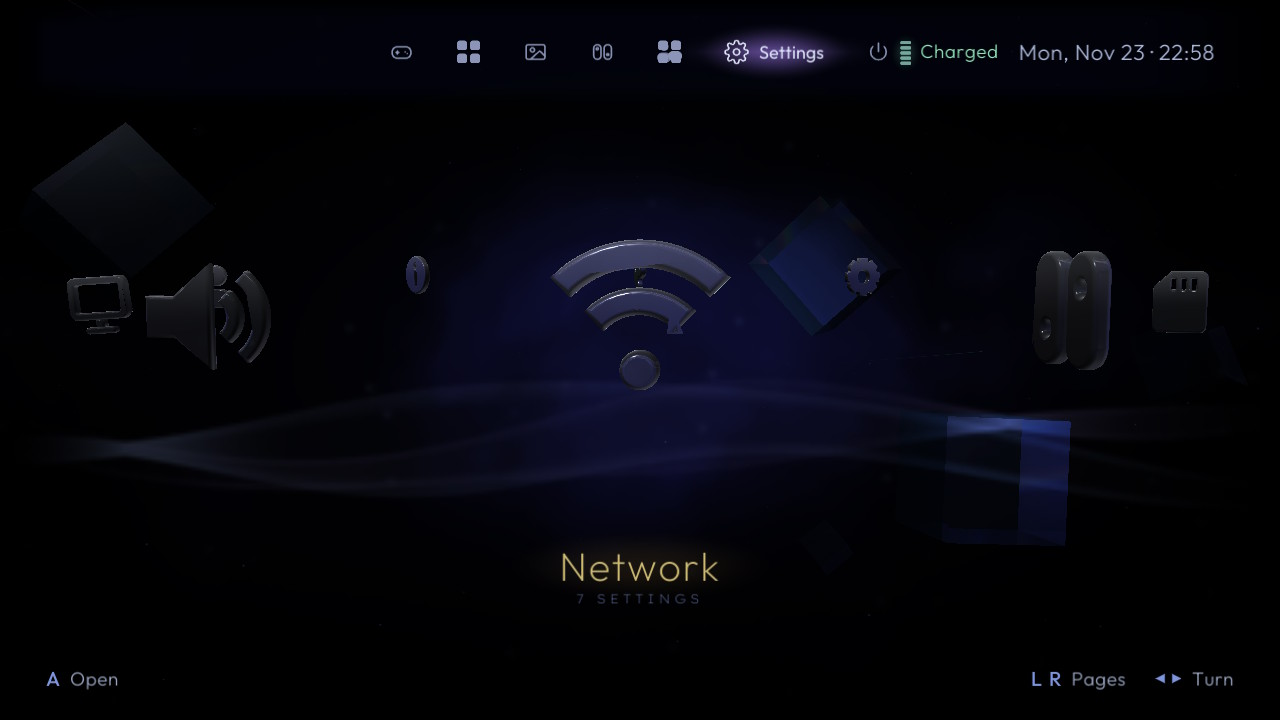 Settings
Charged
Mon, Nov 23 · 22:58
Network
7 SETTINGS
A Open
L R Pages
Turn